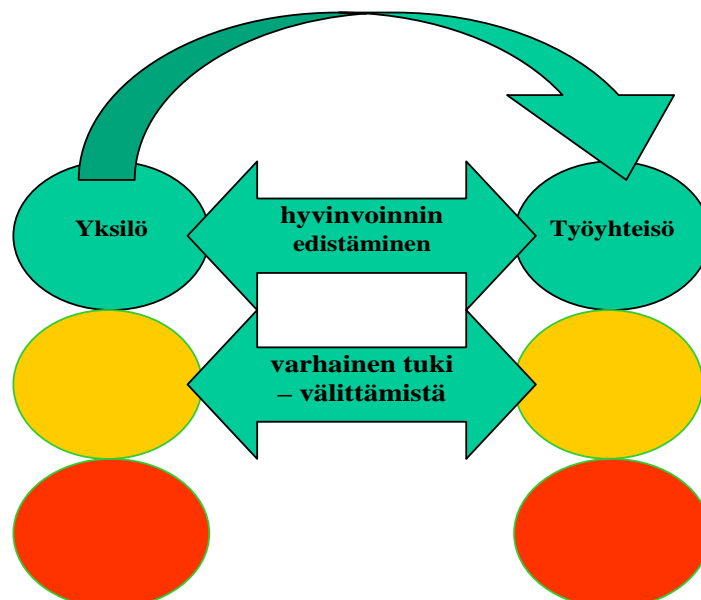 Yksilö
hyvinvoinnin
edistäminen
Työyhteisö
varhainen tuki
– välittämistä